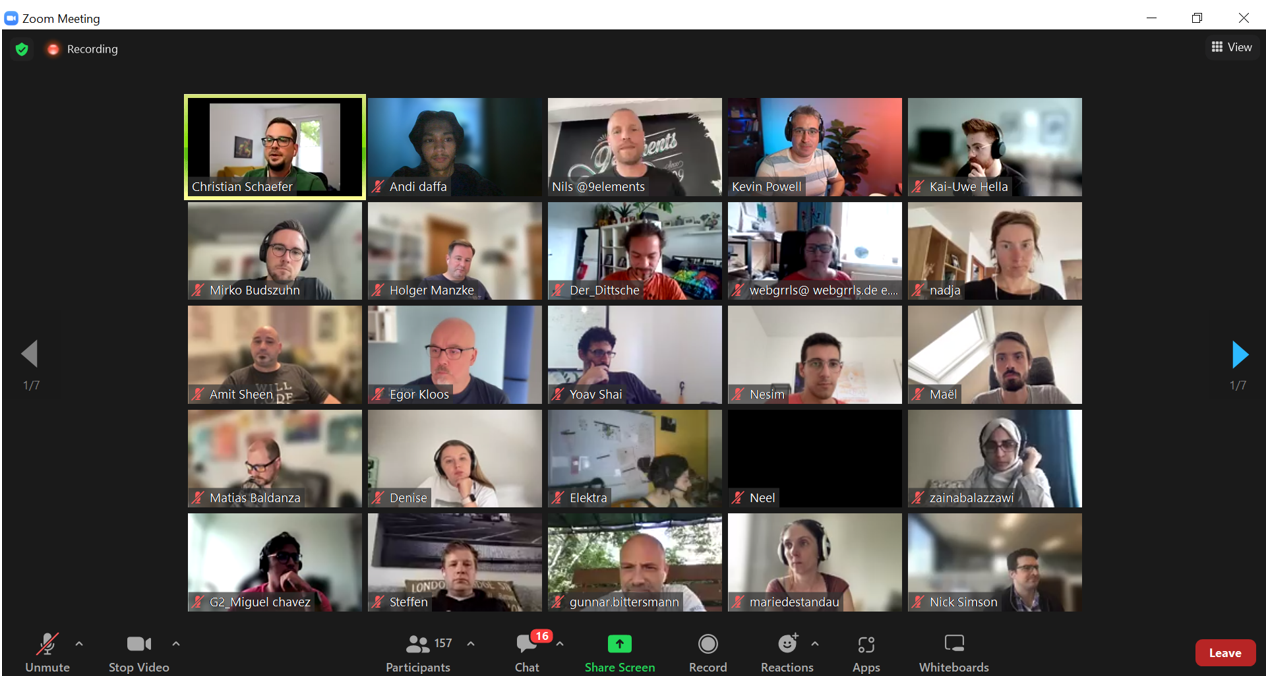 Zoom Meeting
Recording
View
Christian Schaefer
Andi daffa
Nils @9elements
Kevin Powell
Kai-Uwe Hella
Mirko Budszuhn
Holger Manzke
Der_Dittsche
webgrrls@ webgrrls.de e....
nadja
1/7
1/7
WILL
Amit Sheen
Egor Kloos
Yoav Shai
Nesim
Maël
Matias Baldanza
Denise
Elektra
Neel
zainabalazzawi
LONDON
G2_Miguel chavez
Steffen
gunnar.bittersmann
mariedestandau
Nick Simson
157
16
Unmute
Stop Video
Participants
Chat
Share Screen
Record
Reactions
Apps
Whiteboards
Leave